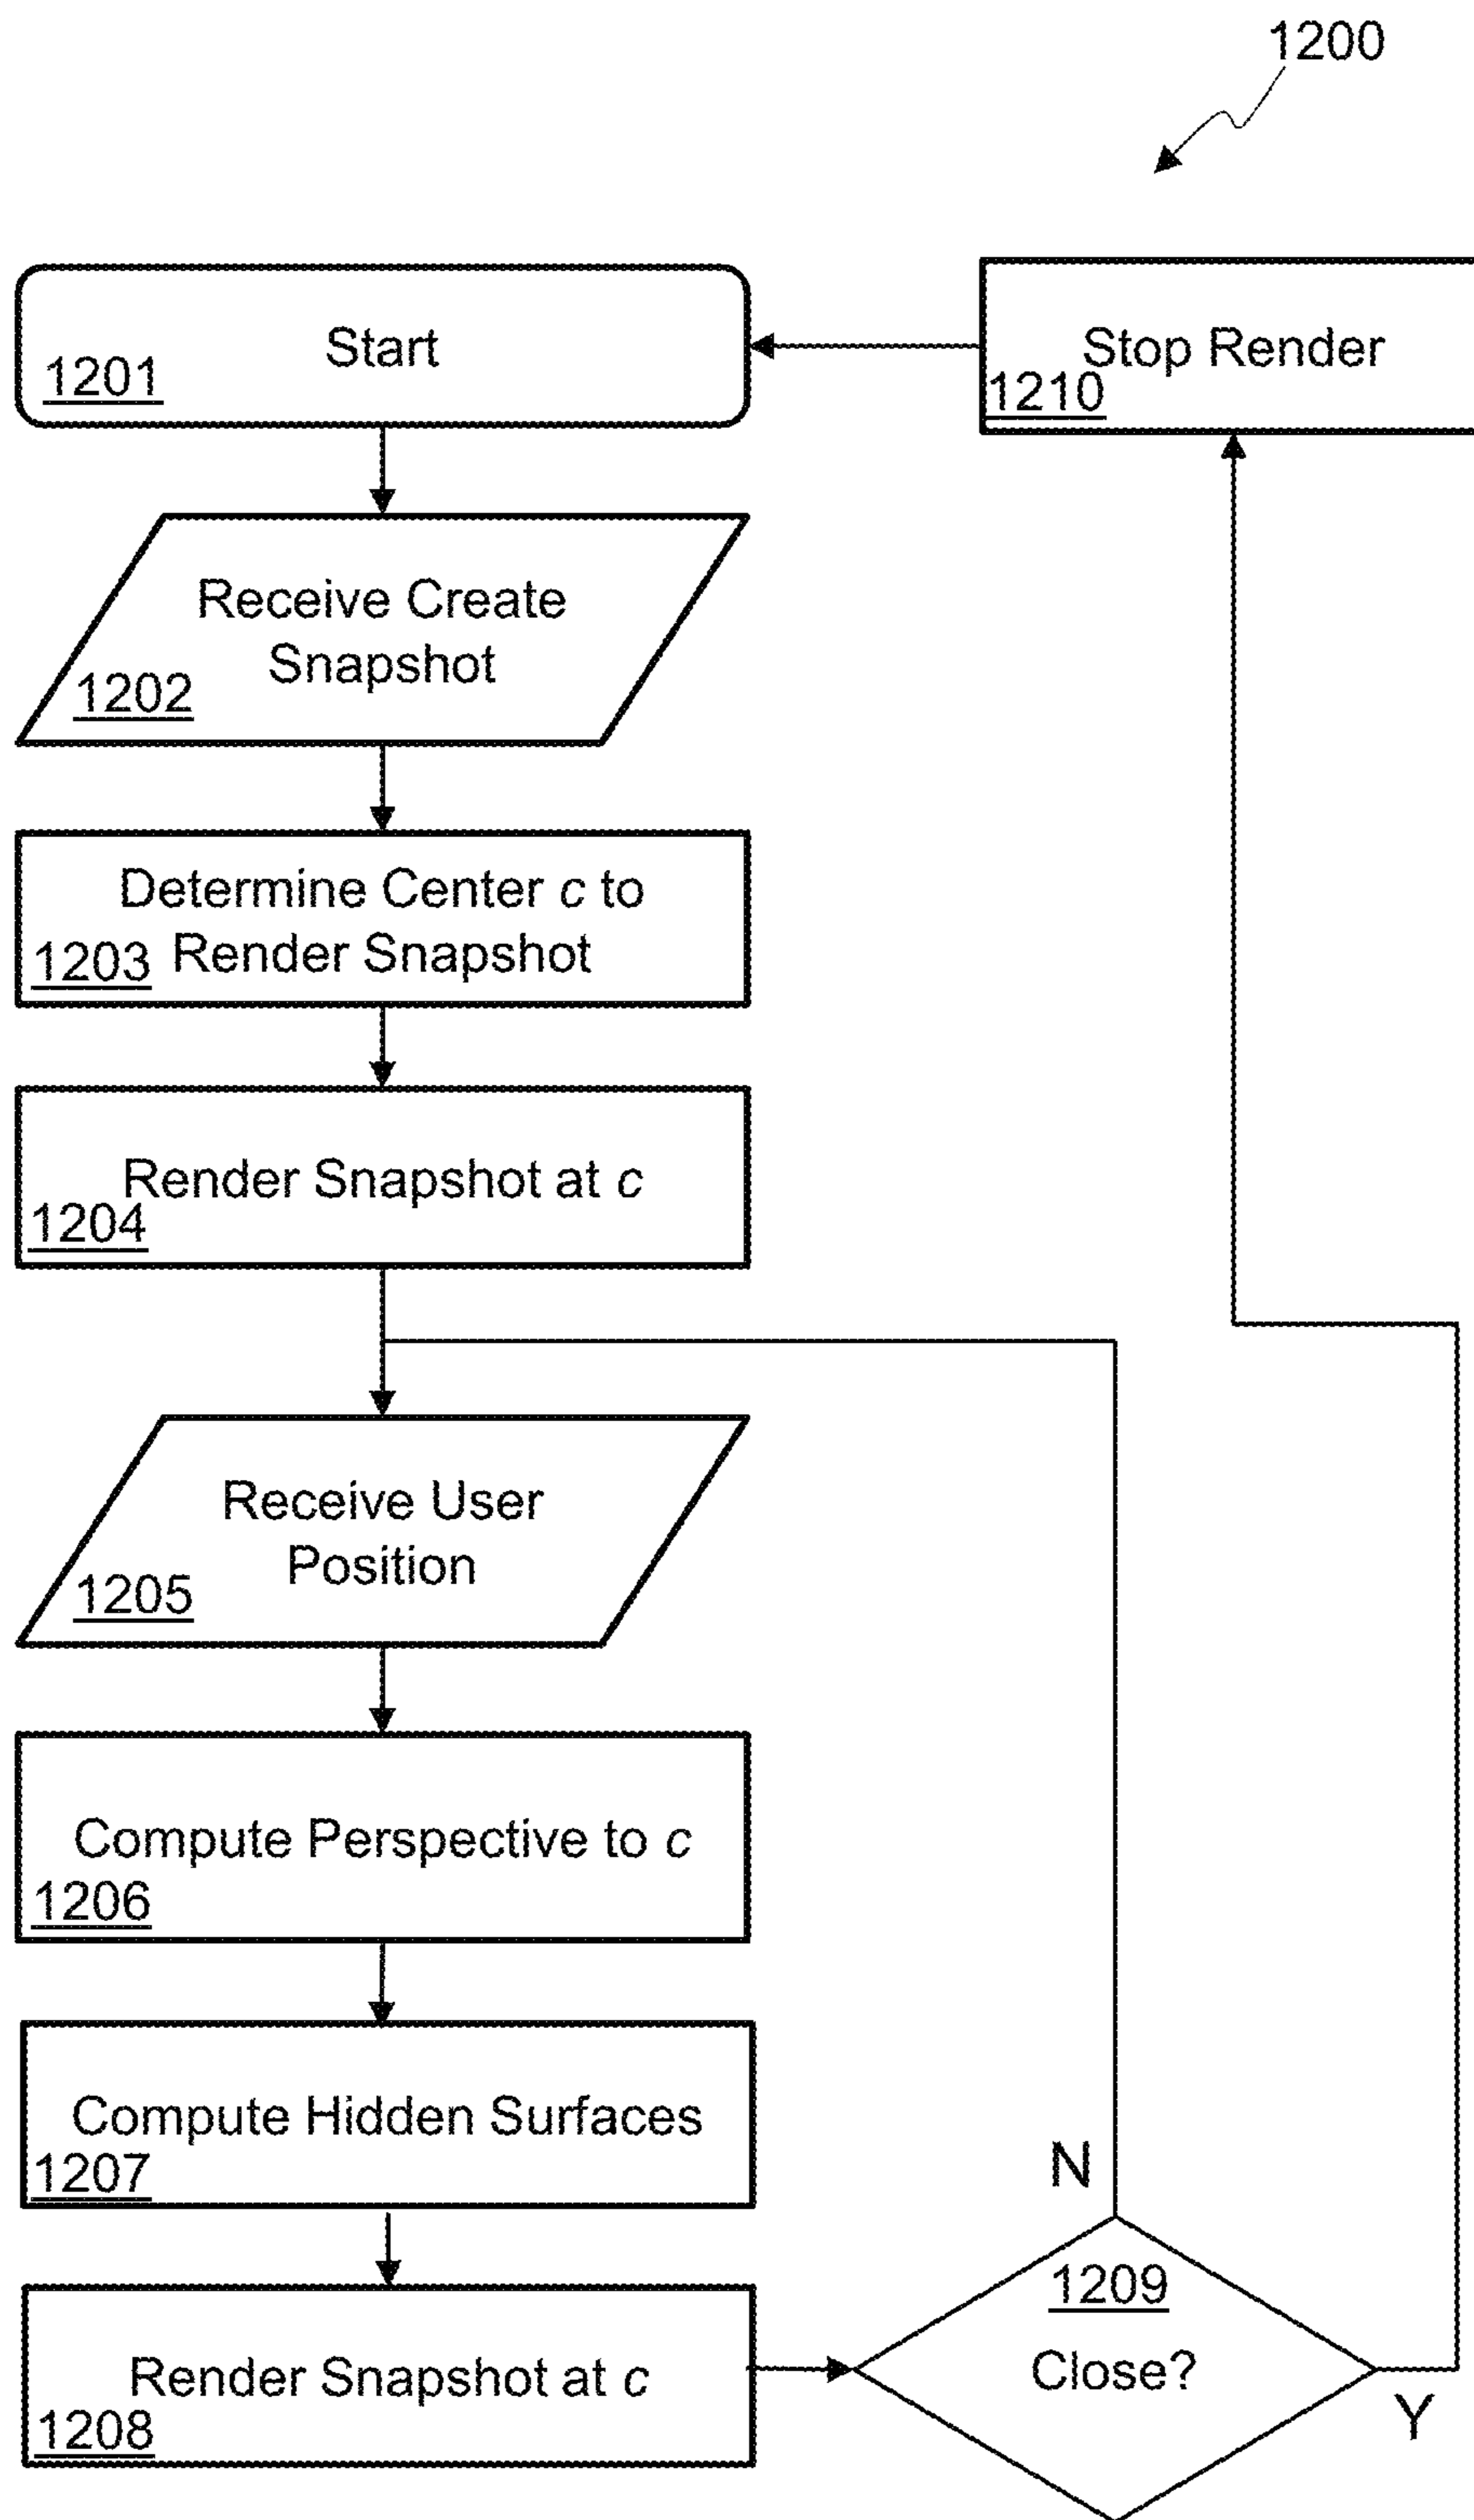 1200
Start
1201
Stop Render
1210
Receive Create
Snapshot
1202
Determine Center c to
Render Snapshot
1203
Render Snapshot at c
1204
Receive User
Position
1205
Compute Perspective to c
1206
Compute Hidden Surfaces
1207
N
1209
Close?
Y
Render Snapshot at c
1208